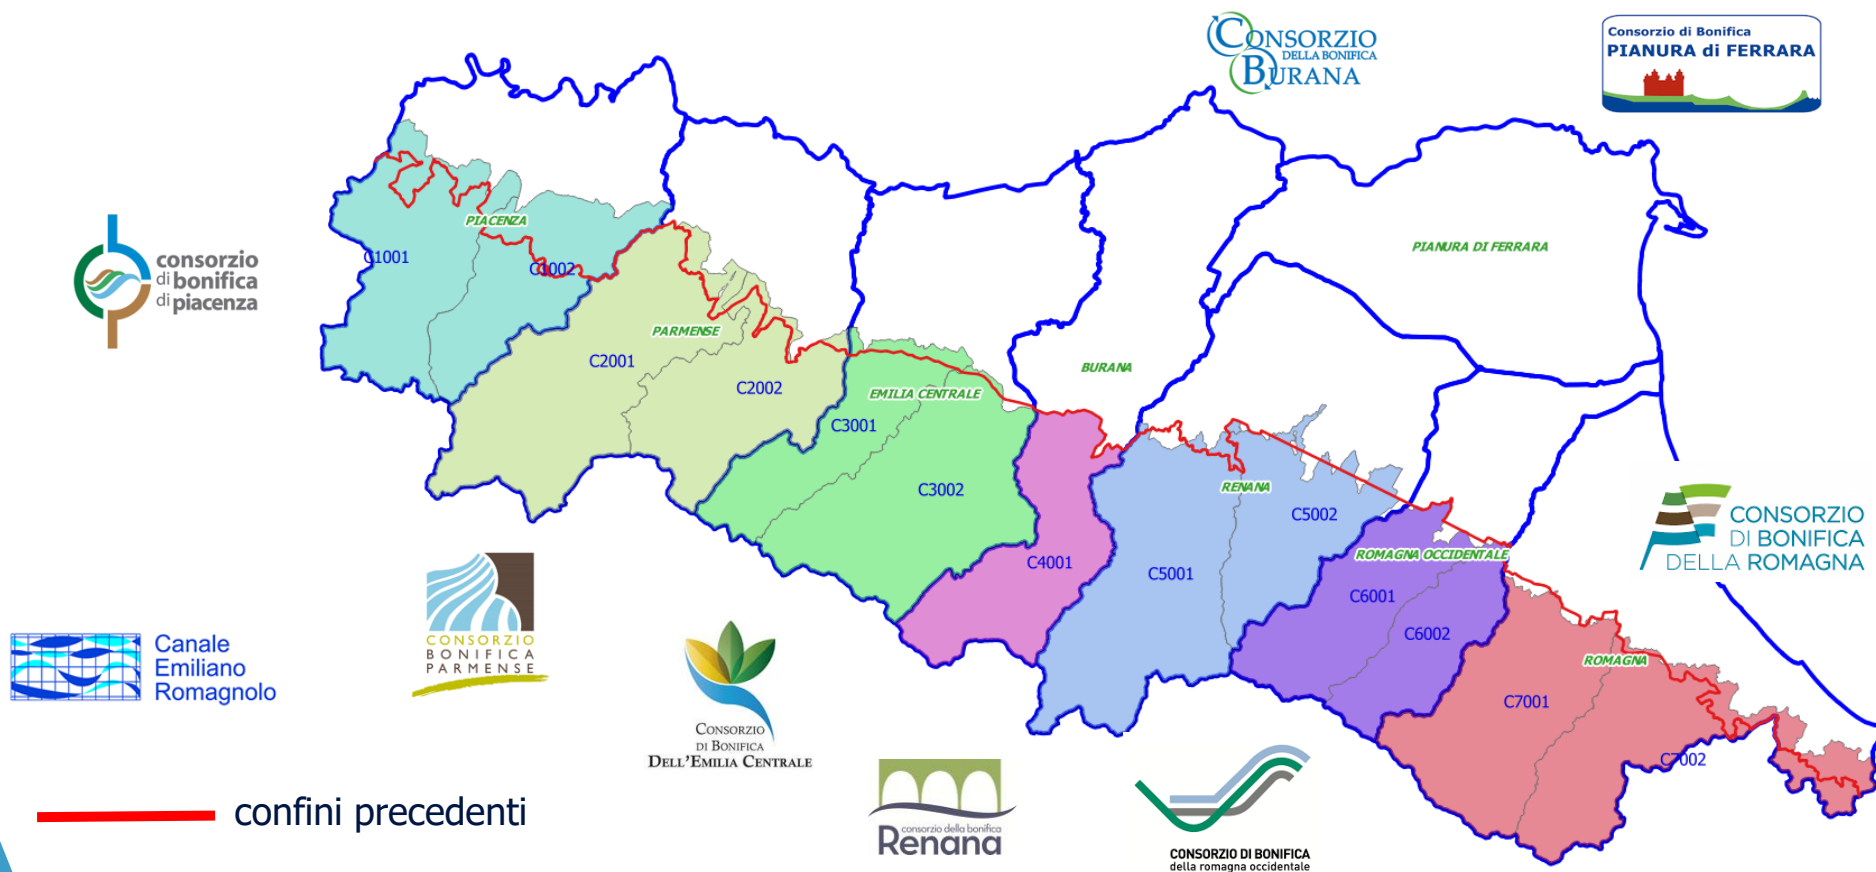 CONSORZIO
DELLA BONIFICA
BURANA
Consorzio di Bonifica
PIANURA di FERRARA
consorzio
di bonifica
di piacenza
PIACENZA
C1001
C1002
PIANURA DI FERRARA
PARMENSE
C2001
C2002
BURANA
EMILIA CENTRALE
C3001
C3002
RENANA
C5002
C4001
C5001
ROMAGNA OCCIDENTALE
C6001
C6002
CONSORZIO
DI BONIFICA
DELLA ROMAGNA
ROMAGNA
C7001
C7002
Canale
Emiliano
Romagnolo
CONSORZIO
BONIFICA
PARMENSE
CONSORZIO
DI BONIFICA
DELL'EMILIA CENTRALE
consorzio della bonifica
Renana
CONSORZIO DI BONIFICA
della romagna occidentale
confini precedenti